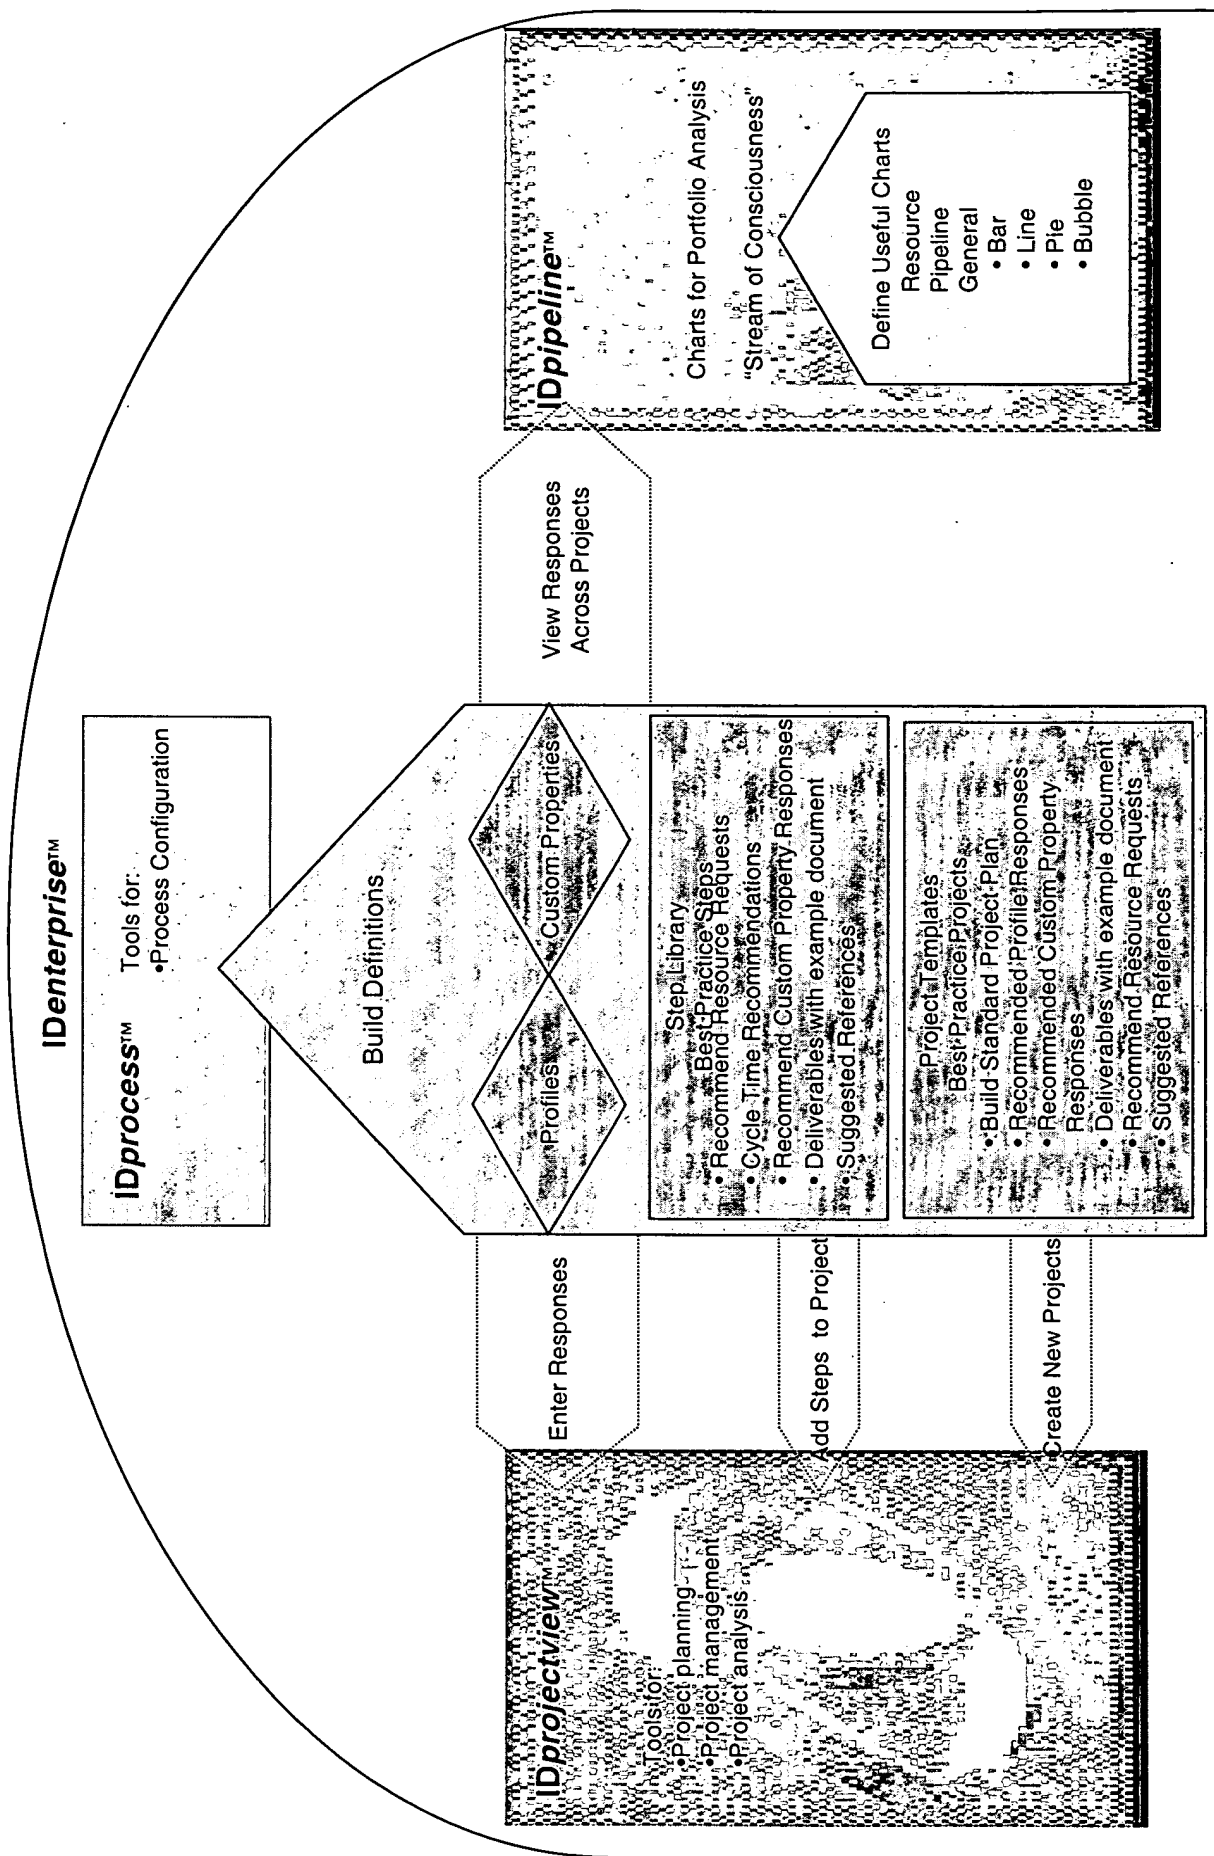 IDenterprise™
IDprocess™
Tools for:
•Process Configuration
Build Definitions
•Profiles
•Custom Properties
Step Library
Best Practice Steps
• Recommend Resource Requests
• Cycle Time Recommendations
• Recommend Custom Property Responses
• Deliverables with example document
• Suggested References
Project Templates
Best Practice Projects
• Build Standard Project Plan
• Recommended Profile Responses
• Recommended Custom Property
Responses
• Deliverables with example document
• Recommend Resource Requests
• Suggested References
Enter Responses
Add Steps to Project
Create New Projects
IDprojectview™
Tools for:
•Project planning
•Project management
•Project analysis
View Responses
Across Projects
IDpipeline™
Charts for Portfolio Analysis
“Stream of Consciousness”
Define Useful Charts
Resource
Pipeline
General
• Bar
• Line
• Pie
• Bubble